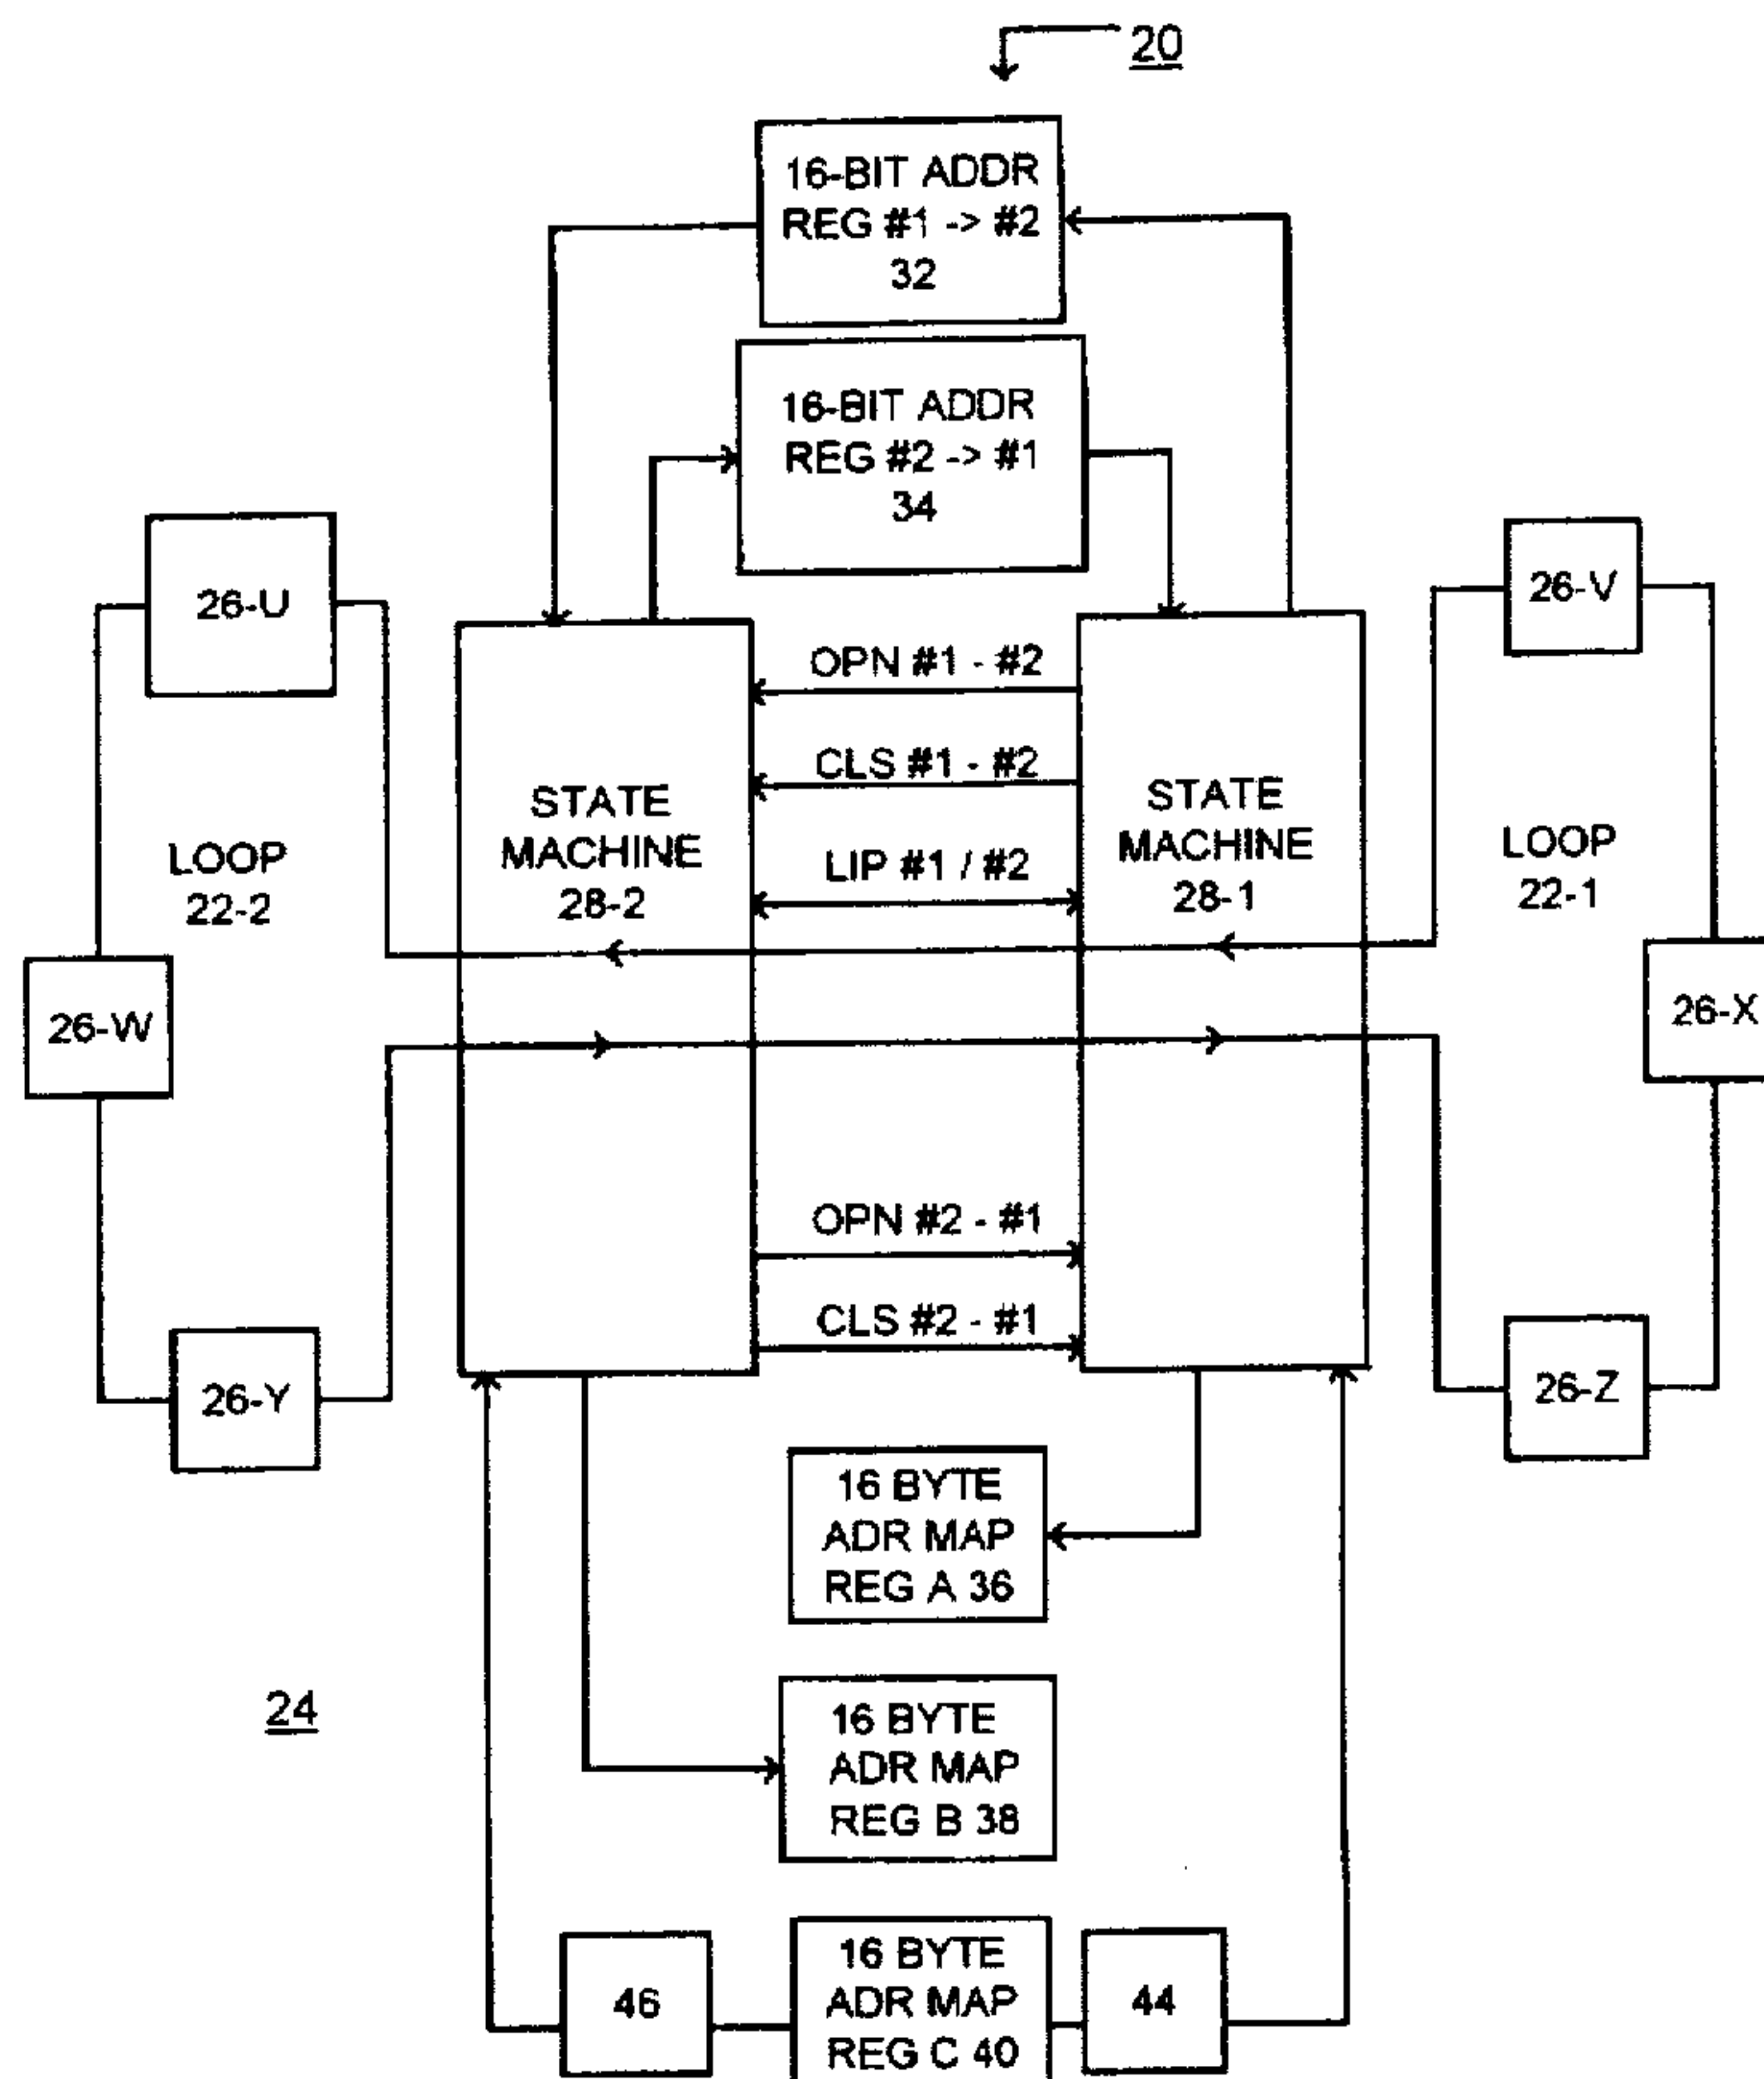 20
16-BIT ADDR
REG #1 -> #2
32
16-BIT ADDR
REG #2 -> #1
34
26-U
26-V
OPN #1 - #2
CLS #1 - #2
LIP #1 / #2
STATE
MACHINE
28-2
STATE
MACHINE
28-1
LOOP
22-2
LOOP
22-1
26-W
26-X
OPN #2 - #1
CLS #2 - #1
26-Y
26-Z
16 BYTE
ADR MAP
REG A 36
24
16 BYTE
ADR MAP
REG B 38
46
16 BYTE
ADR MAP
REG C 40
44